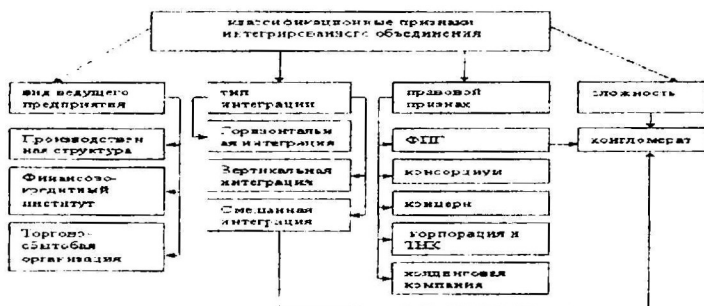 классификационные признаки
интегрированного объединения
вид ведущего
предприятия
Производствен
ная структура
Финансово-
кредитный
институт
Торгово-
сбытовая
организация
тип
интеграции
Горизонтальн
ая интеграция
Вертикальная
интеграция
Смешанная
интеграция
правовой
признак
ФПГ
консорциум
концерн
корпорация и
ТНК
холдинговая
компания
сложность
конгломерат